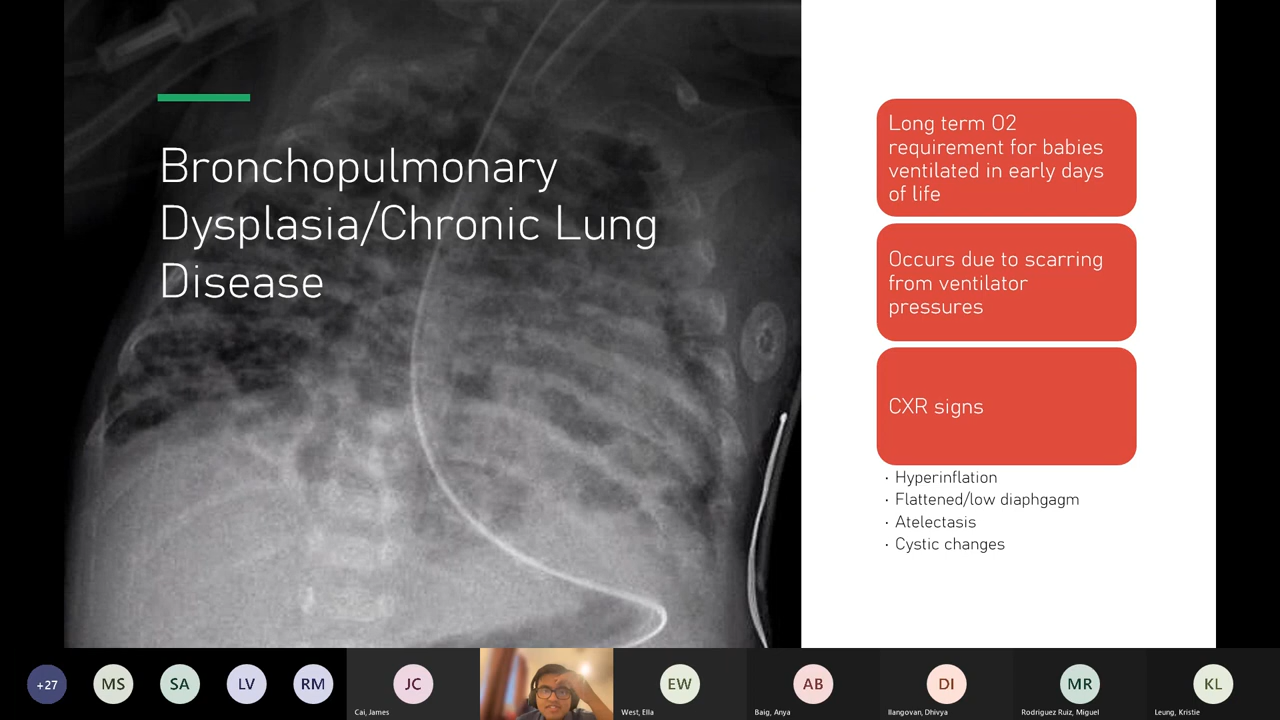 Bronchopulmonary
Dysplasia/Chronic Lung
Disease
Long term O2
requirement for babies
ventilated in early days
of life
Occurs due to scarring
from ventilator
pressures
CXR signs
· Hyperinflation
· Flattened/low diaphgagm
· Atelectasis
· Cystic changes
+27
MS
SA
LV
RM
JC
Cai, James
EW
West, Ella
AB
Baig, Anya
DI
Ilangovan, Dhivya
MR
Rodriguez Ruiz, Miguel
KL
Leung, Kristie